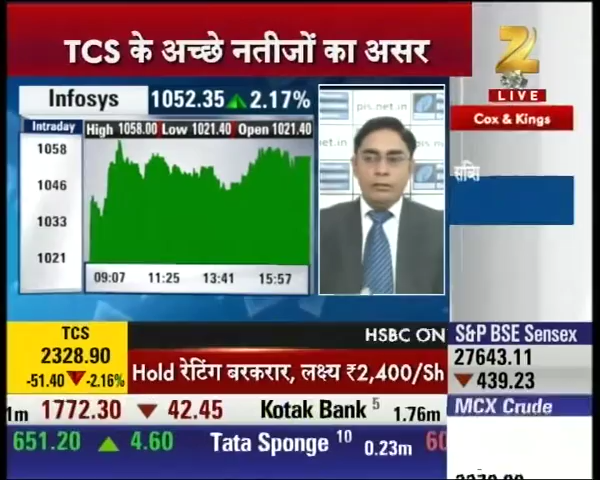 TCS के अच्छे नतीजों का असर
LIVE
Infosys 1052.35 2.17%
Cox & Kings
Intraday High 1058.00 Low 1021.40 Open 1021.40
pis.net.in
1058
1046
1033
1021
09:07 11:25 13:41 15:57
TCS
2328.90
-51.40 -2.16%
HSBC ON
Hold रेटिंग बरकरार, लक्ष्य ₹2,400/Sh
S&P BSE Sensex
27643.11
439.23
MCX Crude
1m 1772.30 42.45 Kotak Bank 5 1.76m
651.20 4.60 Tata Sponge 10 0.23m 60